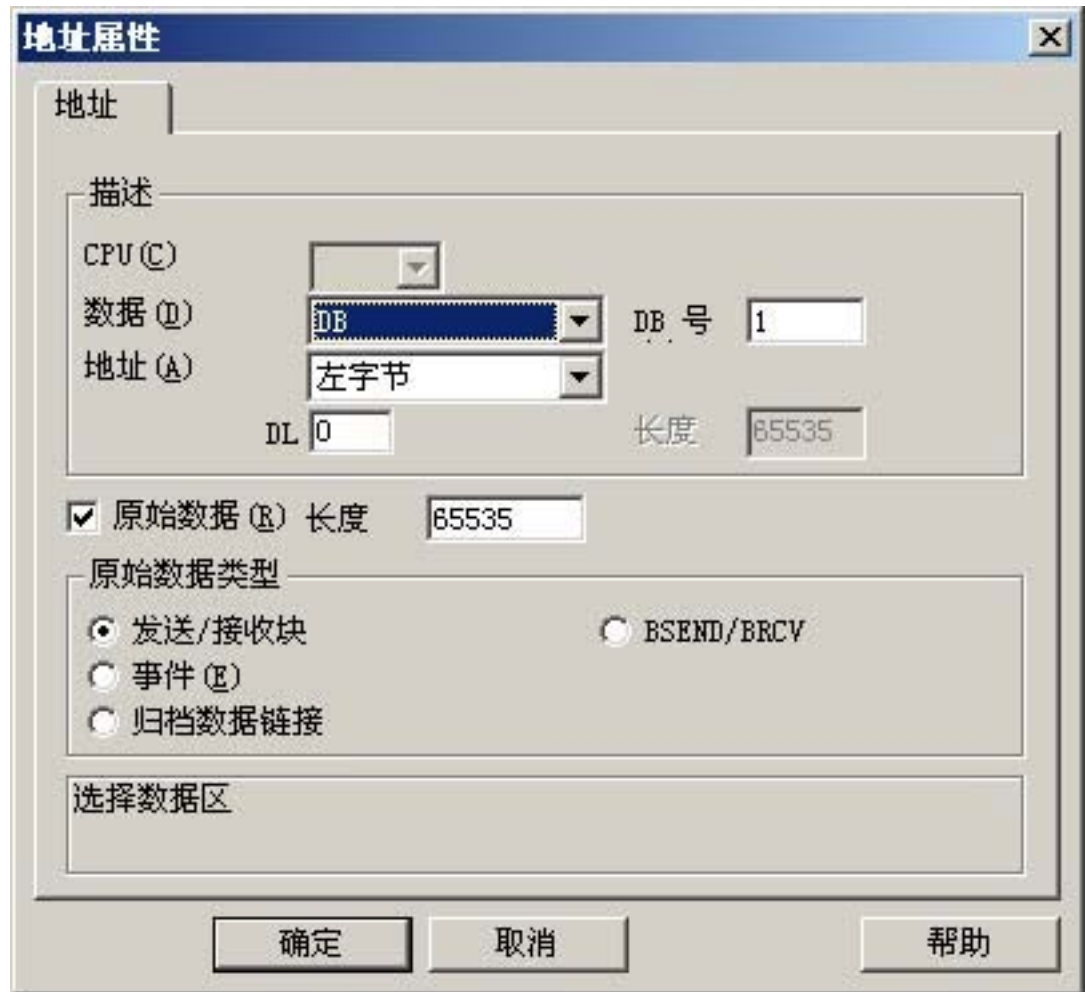 地址属性
地址
描述
CPU(C)
数据(D) DB DB 号 1
地址(A) 左字节
DL 0 长度 65535
原始数据(R) 长度 65535
原始数据类型
发送/接收块 BSEND/BRCV
事件(E)
归档数据链接
选择数据区
确定 取消 帮助